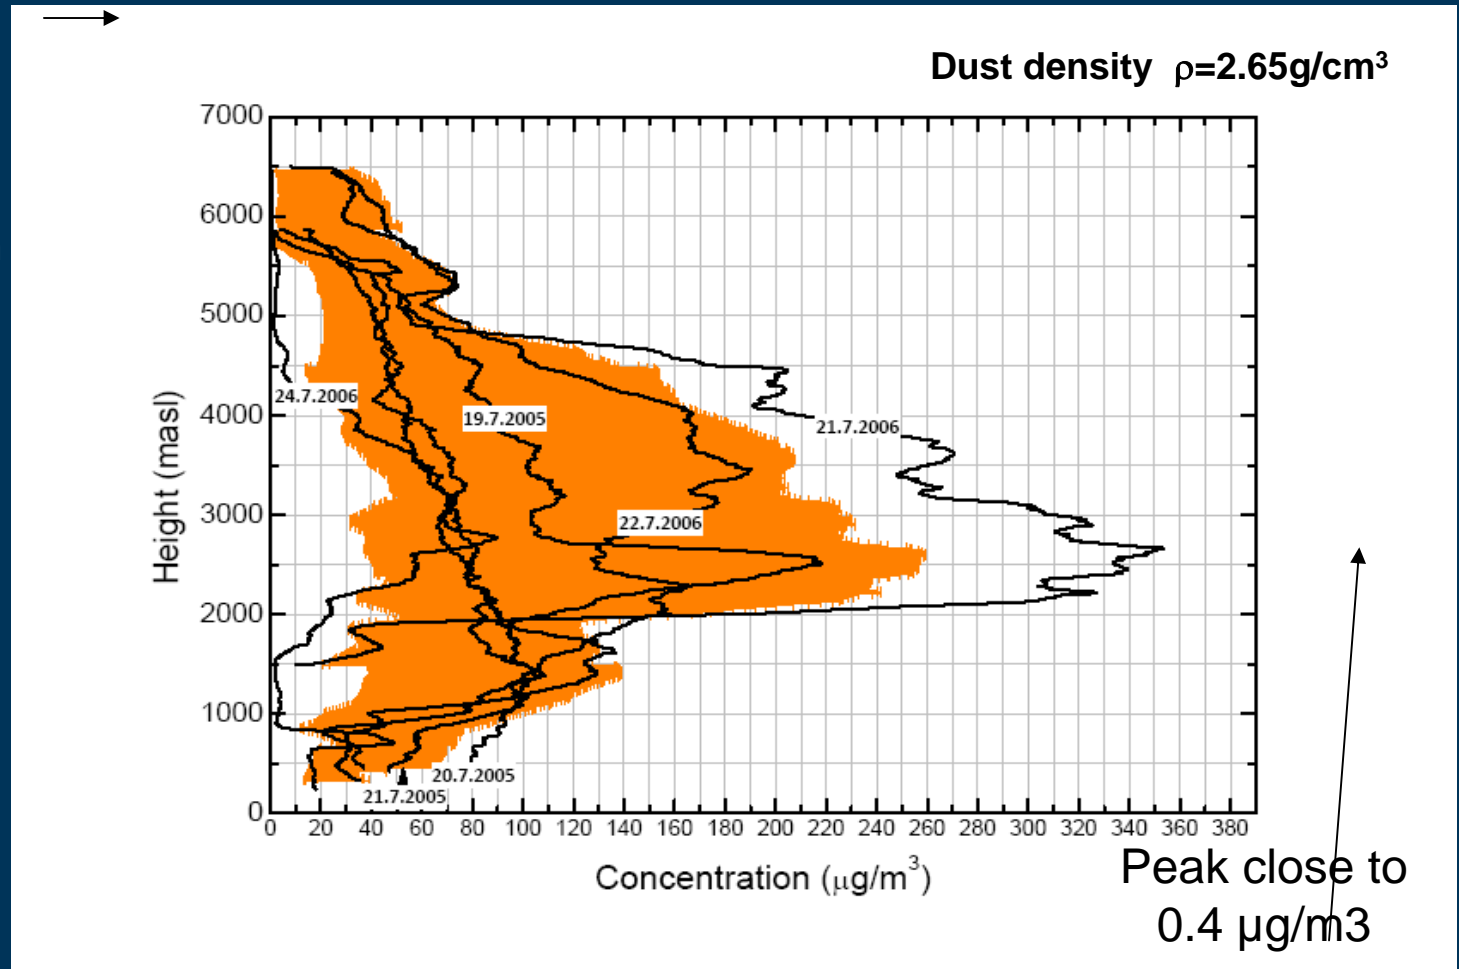 Dust density ρ=2.65g/cm³
7000
6000
5000
4000
3000
2000
1000
0
Height (masl)
24.7.2006
19.7.2005
21.7.2006
22.7.2006
20.7.2005
21.7.2005
0 20 40 60 80 100 120 140 160 180 200 220 240 260 280 300 320 340 360 380
Concentration (μg/m³)
Peak close to
0.4 µg/m3